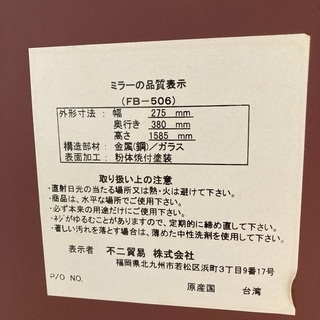 ミラーの品質表示
(FB-506)
外形寸法： 幅 275 mm
奥行き 380 mm
高さ 1585 mm
構造部材： 金属(鋼)／ガラス
表面加工： 粉体焼付塗装
取り扱い上の注意
・直射日光の当たる場所又は熱・火は避けて下さい。
・商品は、水平な場所でご使用下さい。
・必ず本来の用途だけにご使用下さい。
・ネジがゆるむことがありますので、定期的に締め直して下さい。
・著しい汚れを落とす場合は、薄めた中性洗剤を使用して下さい。
表示者 不二貿易 株式会社
福岡県北九州市若松区浜町3丁目9番17号
P/O NO.
原産国 台湾